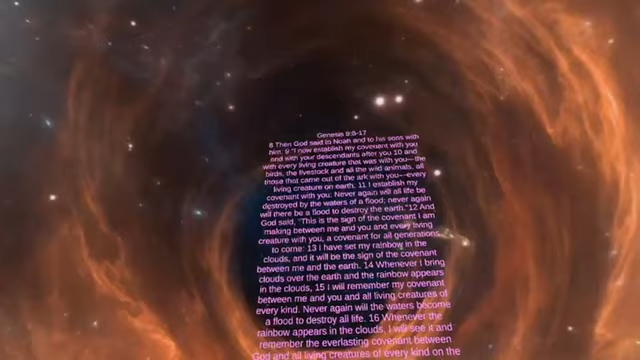 Genesis 9:8-17
8 Then God said to Noah and to his sons with
him: 9 "I now establish my covenant with you
and with your descendants after you 10 and
with every living creature that was with you—the
birds, the livestock and all the wild animals, all
those that came out of the ark with you—every
living creature on earth. 11 I establish my
covenant with you: Never again will all life be
destroyed by the waters of a flood; never again
will there be a flood to destroy the earth."12 And
God said, "This is the sign of the covenant I am
making between me and you and every living
creature with you, a covenant for all generations
to come: 13 I have set my rainbow in the
clouds, and it will be the sign of the covenant
between me and the earth. 14 Whenever I bring
clouds over the earth and the rainbow appears
in the clouds, 15 I will remember my covenant
between me and you and all living creatures of
every kind. Never again will the waters become
a flood to destroy all life. 16 Whenever the
rainbow appears in the clouds, I will see it and
remember the everlasting covenant between
God and all living creatures of every kind on the